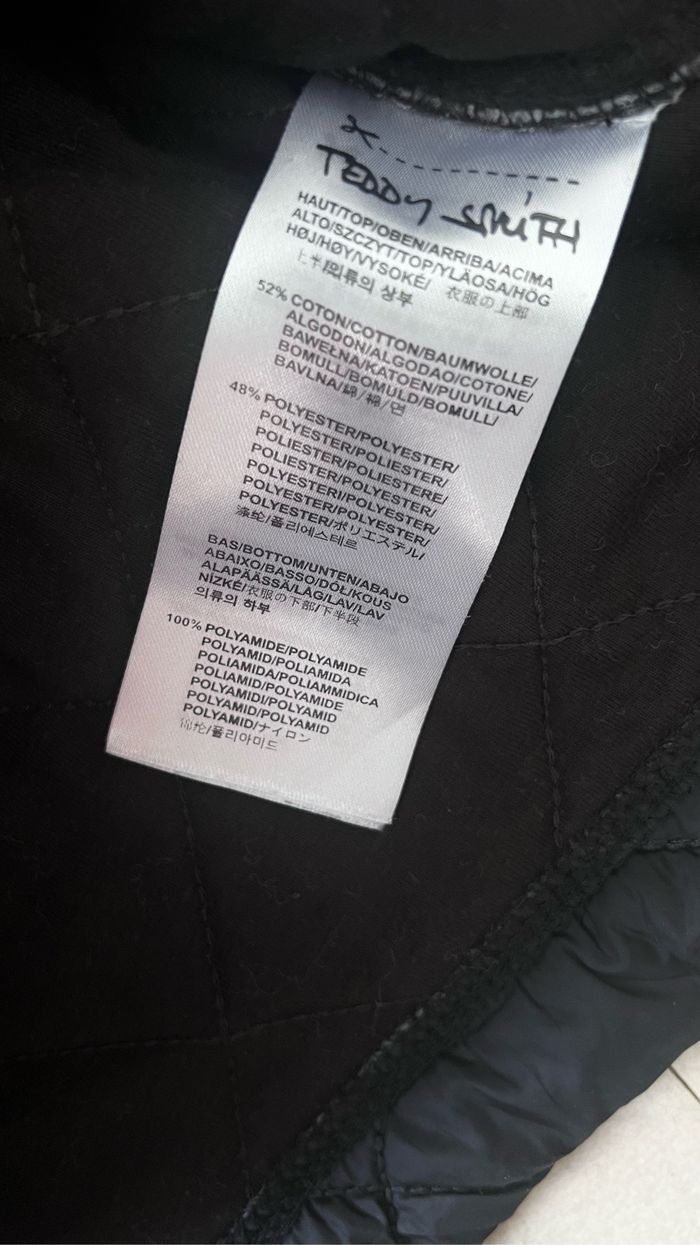 TEDDY SMITH
HAUT/TOP/OBEN/ARRIBA/ACIMA
ALTO/SZCZYT/TOP/YLÄOSA/HÖG
HØJ/HØY/VYSOKÉ/ 衣服の上部
上半段의류의 상부
52% COTON/COTTON/BAUMWOLLE/
ALGODON/ALGODAO/COTONE/
BAWEŁNA/KATOEN/PUUVILLA/
BOMULL/BOMULD/BOMULL/
BAVLNA/綿/棉/면
48% POLYESTER/POLYESTER/
POLYESTER/POLIESTER/
POLIESTER/POLIESTERE/
POLIESTER/POLYESTER/
POLYESTERI/POLYESTER/
POLYESTER/POLYESTER/
POLYESTER/ポリエステル/
涤纶/폴리에스테르
BAS/BOTTOM/UNTEN/ABAJO
ABAIXO/BASSO/DÓŁ/KOUS
ALAPÄÄSSÄ/LÅG/LAV/LAV
NÍZKÉ/衣服の下部/下半段
의류의 하부
100% POLYAMIDE/POLYAMIDE
POLYAMID/POLIAMIDA
POLIAMIDA/POLIAMMIDICA
POLIAMID/POLYAMIDE
POLYAMIDI/POLYAMID
POLYAMID/POLYAMID
POLYAMID/ナイロン
锦纶/폴리아미드